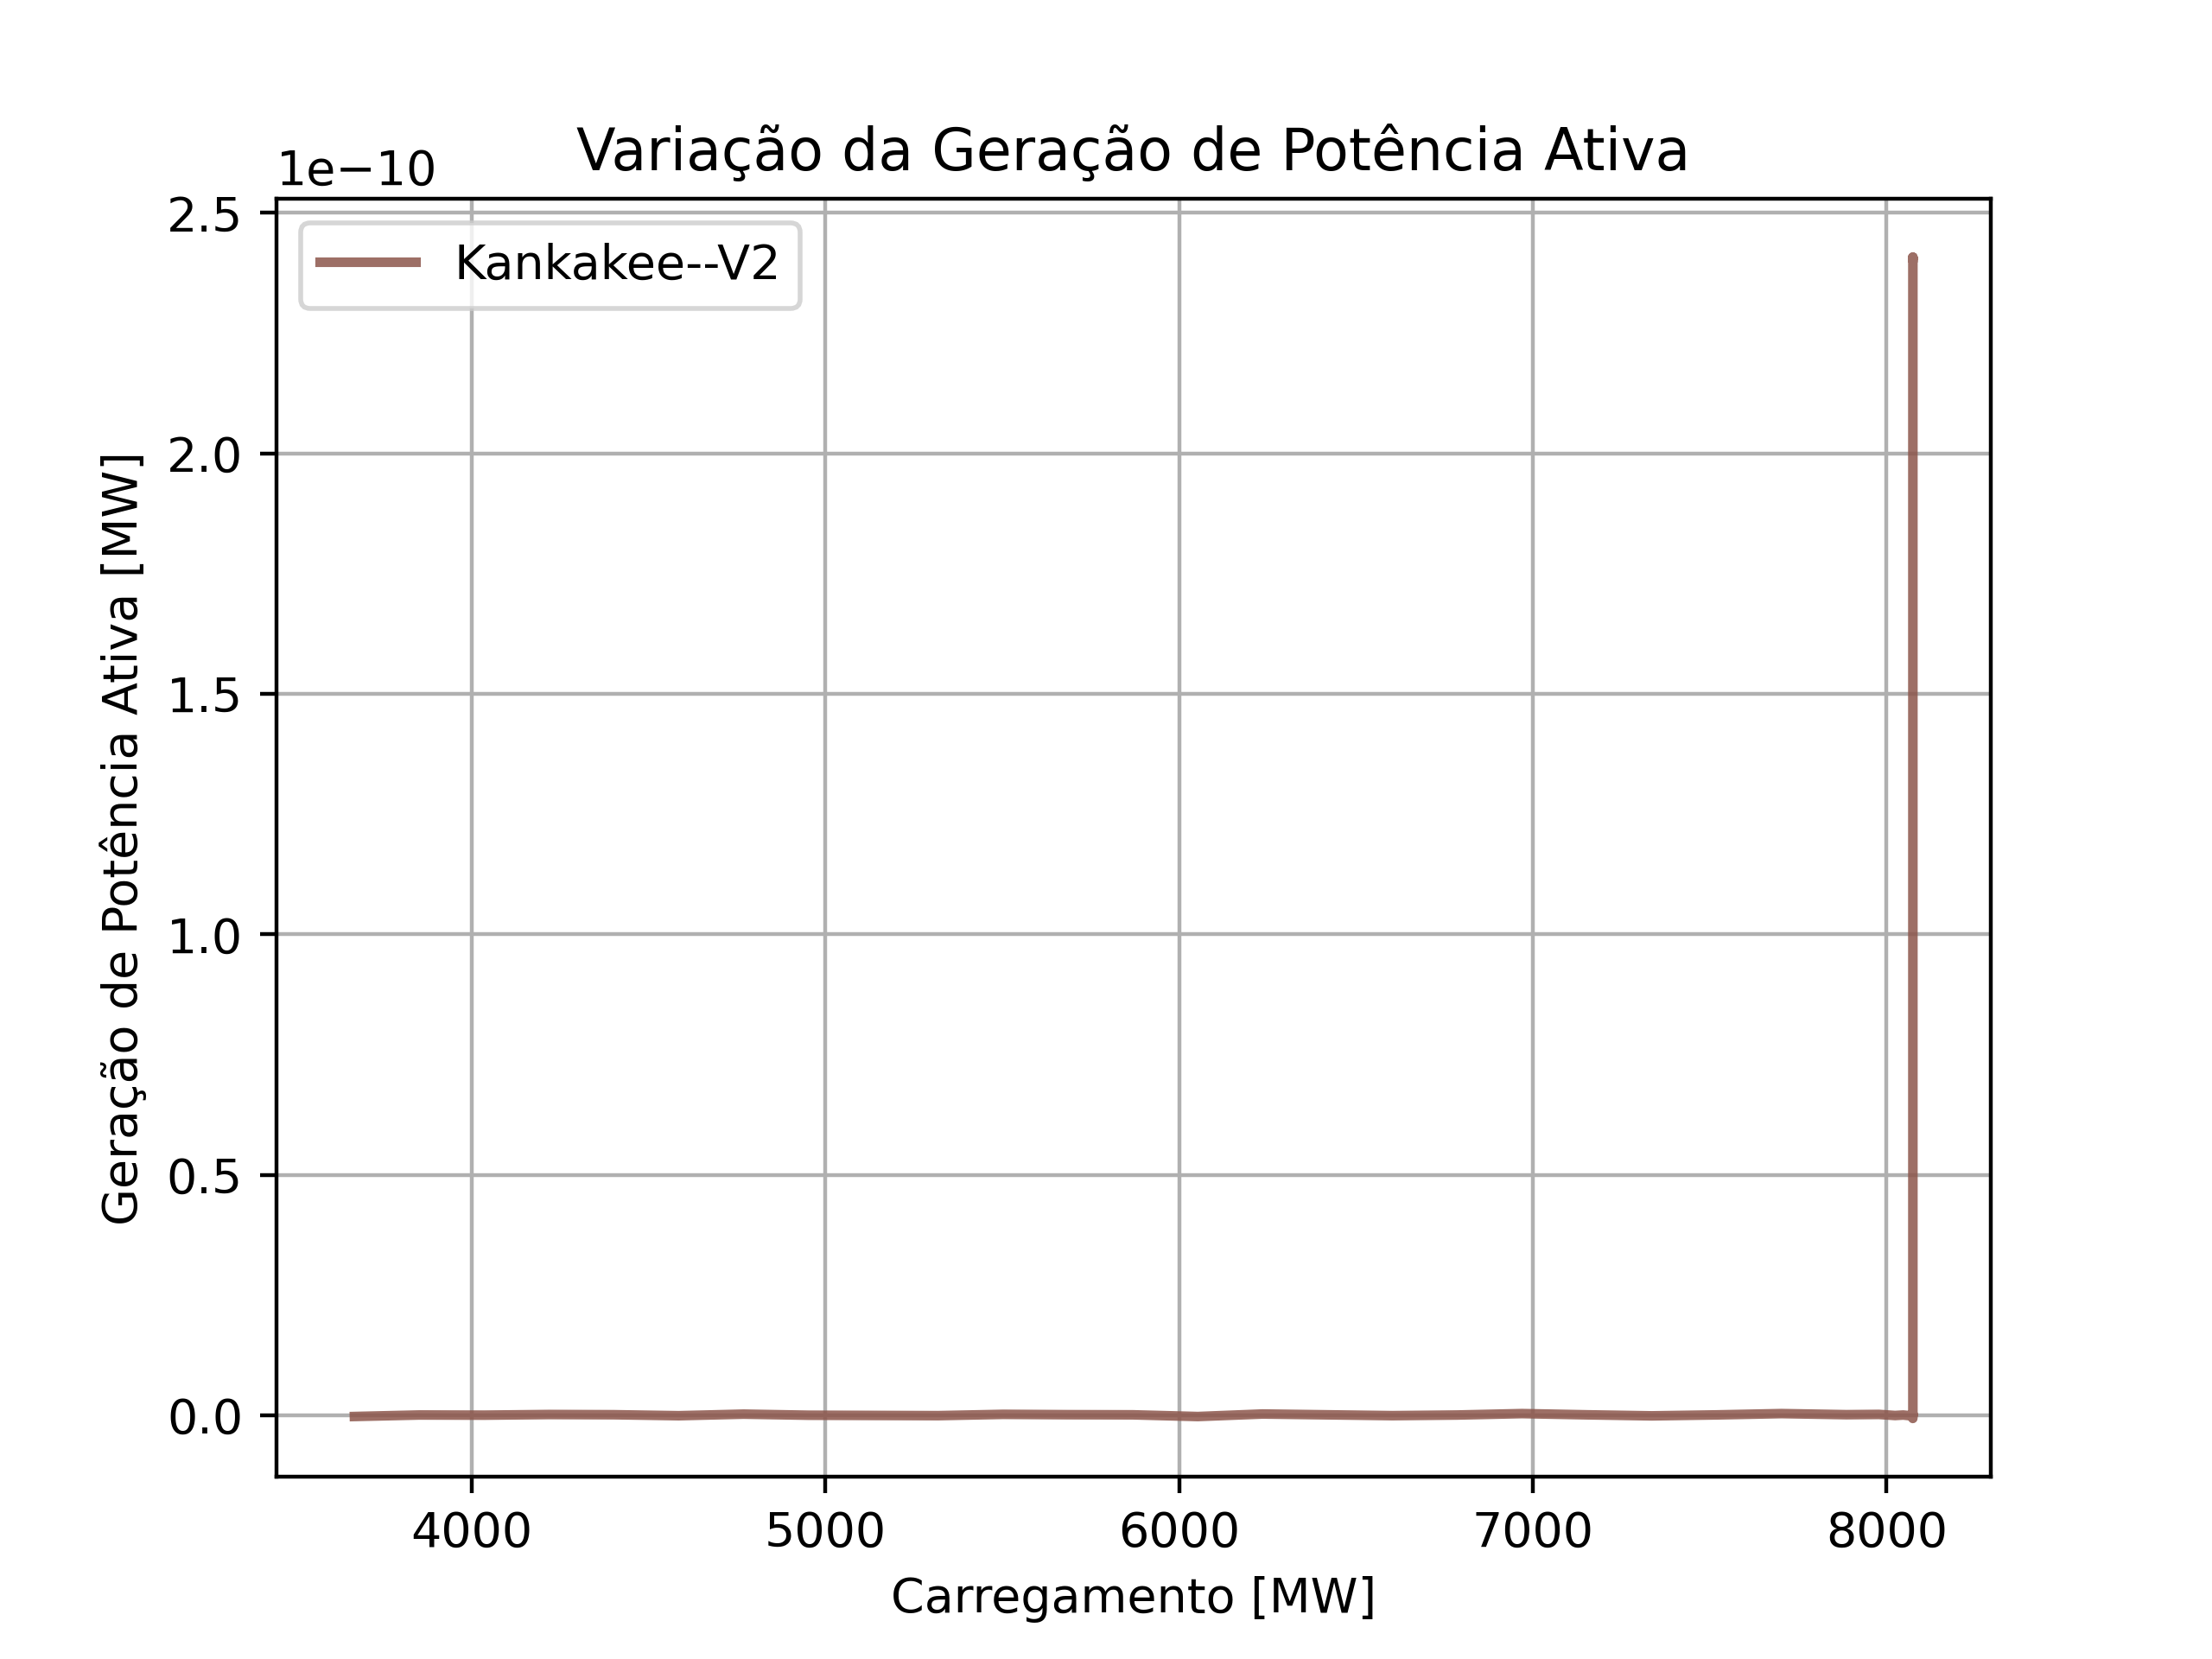 Variação da Geração de Potência Ativa
1e−10
Kankakee--V2
2.5
2.0
1.5
1.0
0.5
0.0
Geração de Potência Ativa [MW]
4000 5000 6000 7000 8000
Carregamento [MW]